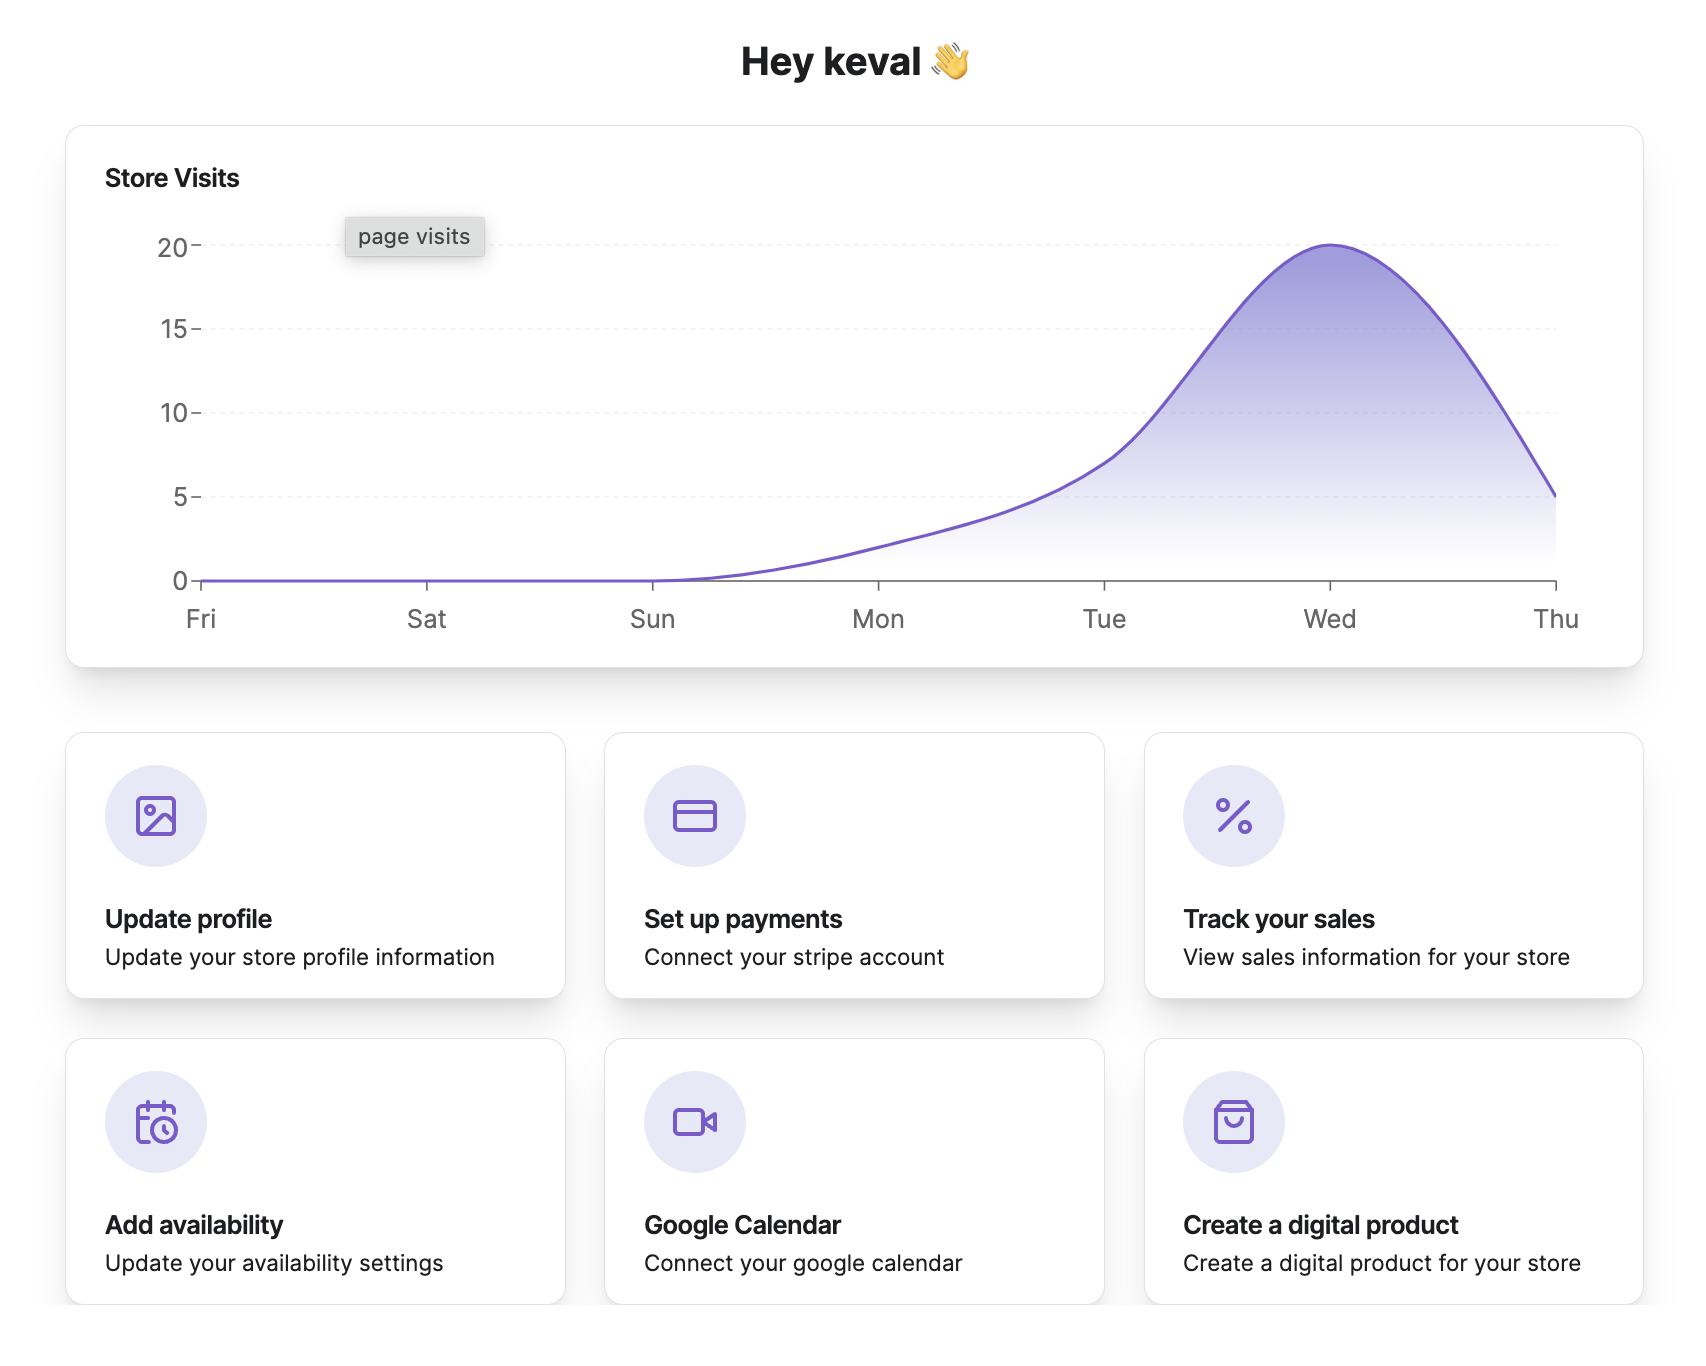 Hey keval 👋
Store Visits
page visits
20
15
10
5
0
Fri Sat Sun Mon Tue Wed Thu
Update profile
Update your store profile information
Set up payments
Connect your stripe account
Track your sales
View sales information for your store
Add availability
Update your availability settings
Google Calendar
Connect your google calendar
Create a digital product
Create a digital product for your store